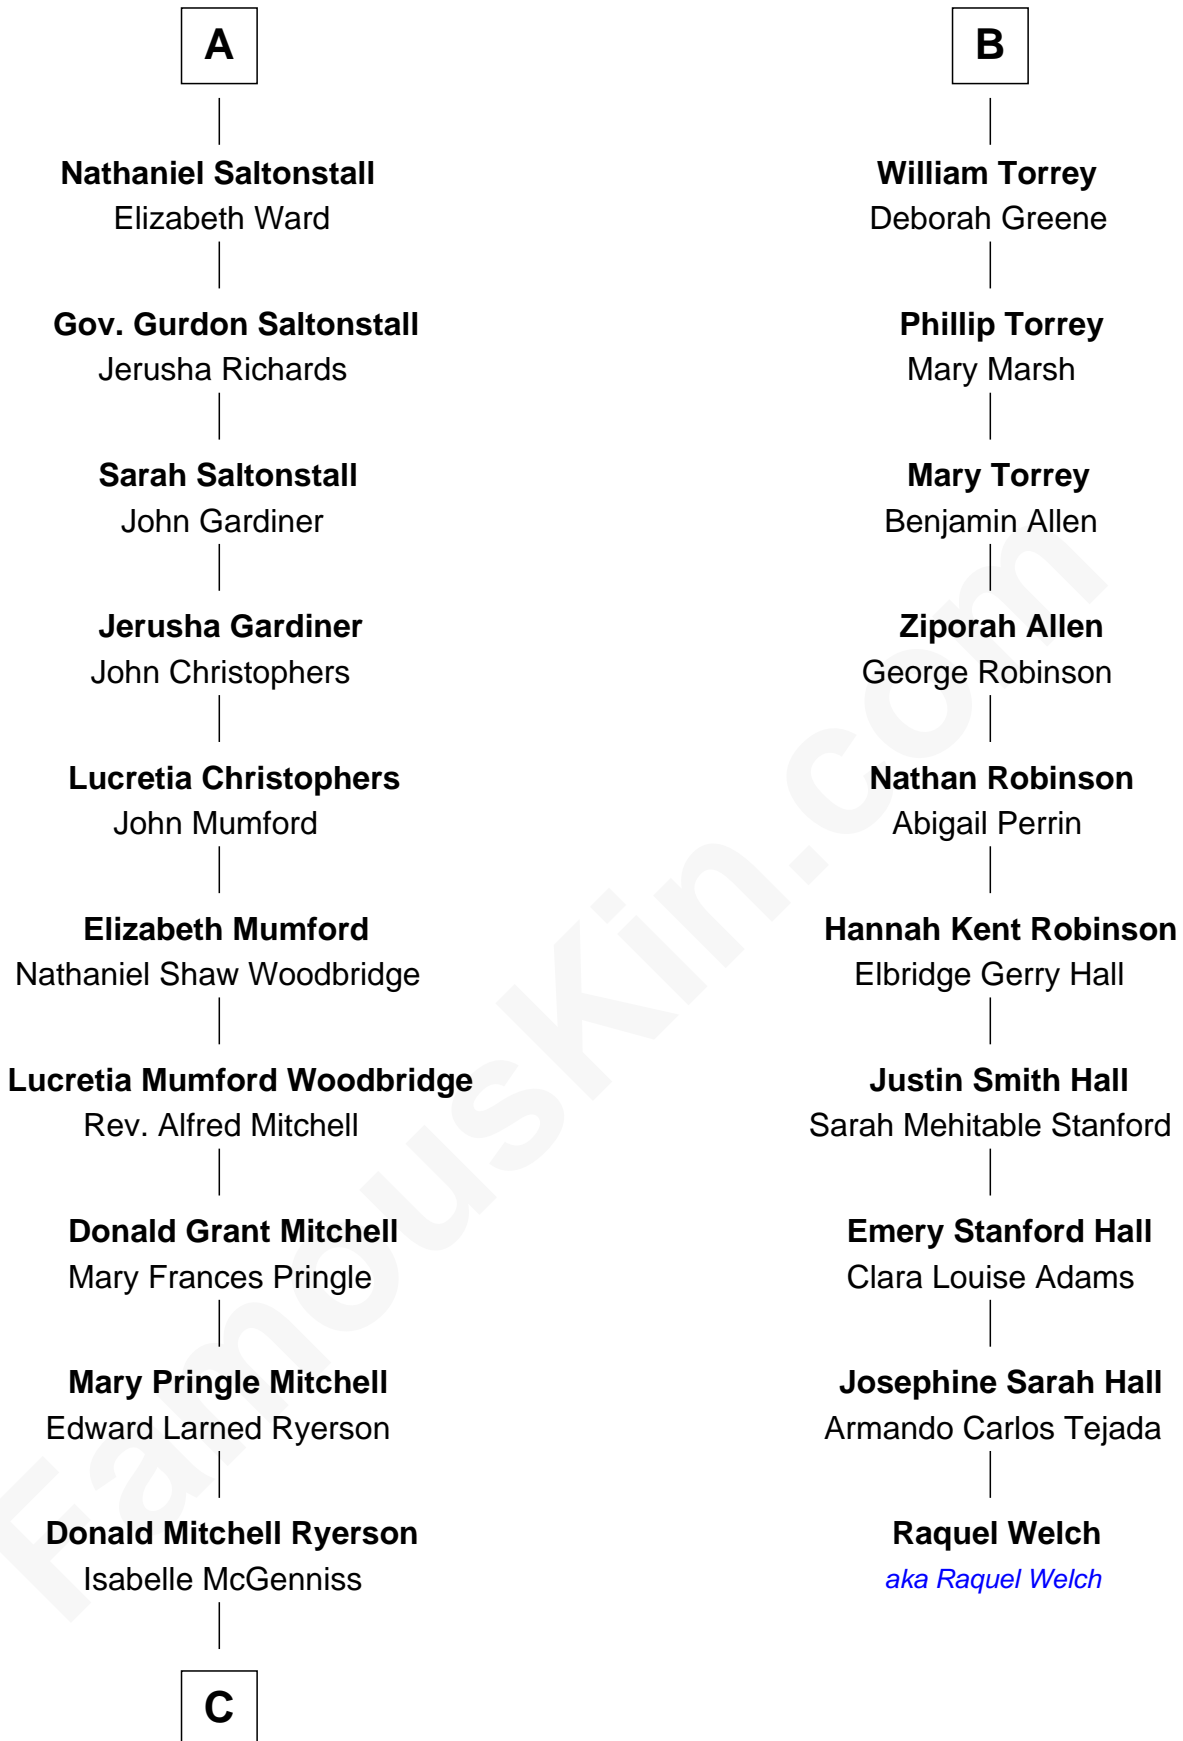 A
Nathaniel Saltonstall
Elizabeth Ward
Gov. Gurdon Saltonstall
Jerusha Richards
Sarah Saltonstall
John Gardiner
Jerusha Gardiner
John Christophers
Lucretia Christophers
John Mumford
Elizabeth Mumford
Nathaniel Shaw Woodbridge
Lucretia Mumford Woodbridge
Rev. Alfred Mitchell
Donald Grant Mitchell
Mary Frances Pringle
Mary Pringle Mitchell
Edward Larned Ryerson
Donald Mitchell Ryerson
Isabelle McGenniss
C
B
William Torrey
Deborah Greene
Phillip Torrey
Mary Marsh
Mary Torrey
Benjamin Allen
Ziporah Allen
George Robinson
Nathan Robinson
Abigail Perrin
Hannah Kent Robinson
Elbridge Gerry Hall
Justin Smith Hall
Sarah Mehitable Stanford
Emery Stanford Hall
Clara Louise Adams
Josephine Sarah Hall
Armando Carlos Tejada
Raquel Welch
aka Raquel Welch
FamousKin.com